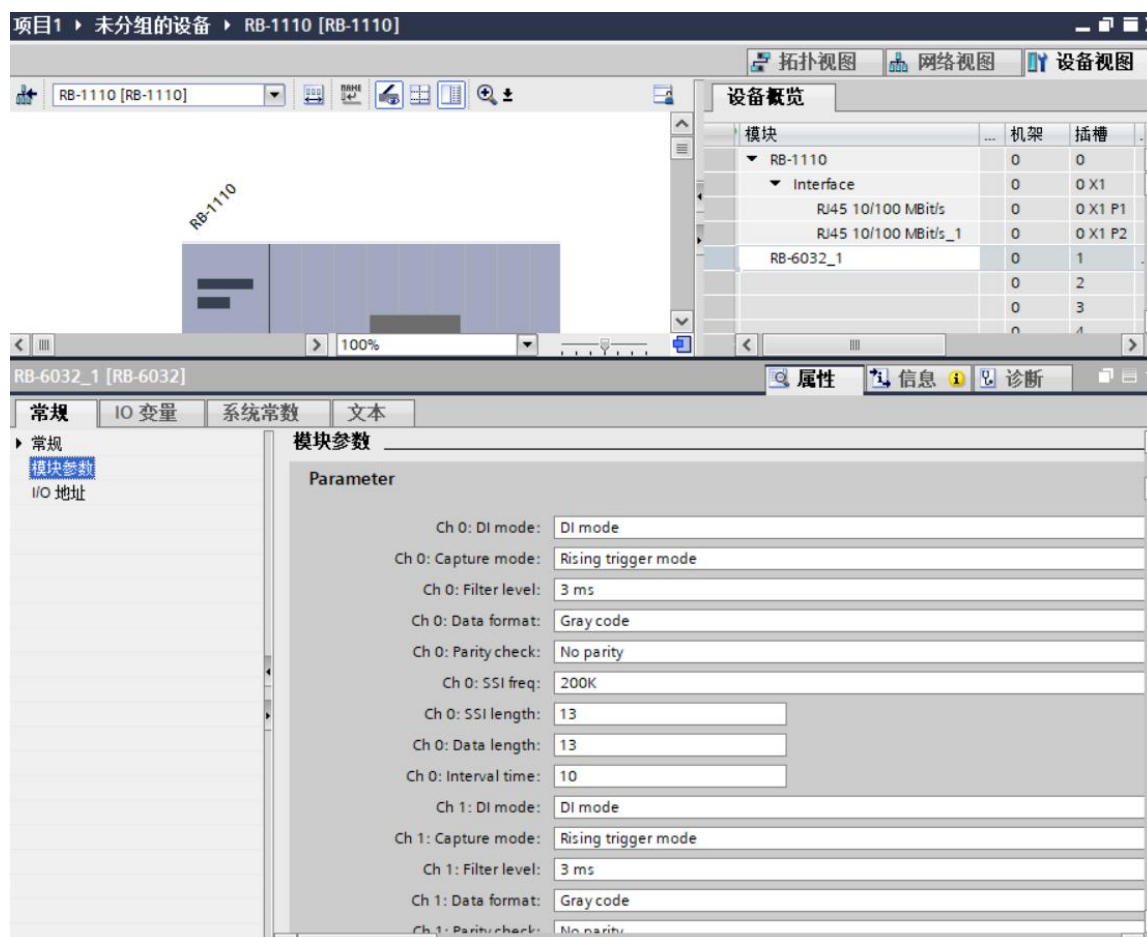 项目1 ▸ 未分组的设备 ▸ RB-1110 [RB-1110]
拓扑视图 网络视图 设备视图
RB-1110 [RB-1110]
设备概览
模块 ... 机架 插槽
RB-1110 0 0
Interface 0 0 X1
RJ45 10/100 MBit/s 0 0 X1 P1
RJ45 10/100 MBit/s_1 0 0 X1 P2
RB-6032_1 0 1
0 2
0 3
0 4
RB-1110
100%
RB-6032_1 [RB-6032]
属性 信息 诊断
常规 IO 变量 系统常数 文本
常规
模块参数
I/O 地址
模块参数
Parameter
Ch 0: DI mode: DI mode
Ch 0: Capture mode: Rising trigger mode
Ch 0: Filter level: 3 ms
Ch 0: Data format: Gray code
Ch 0: Parity check: No parity
Ch 0: SSI freq: 200K
Ch 0: SSI length: 13
Ch 0: Data length: 13
Ch 0: Interval time: 10
Ch 1: DI mode: DI mode
Ch 1: Capture mode: Rising trigger mode
Ch 1: Filter level: 3 ms
Ch 1: Data format: Gray code
Ch 1: Parity check: No parity